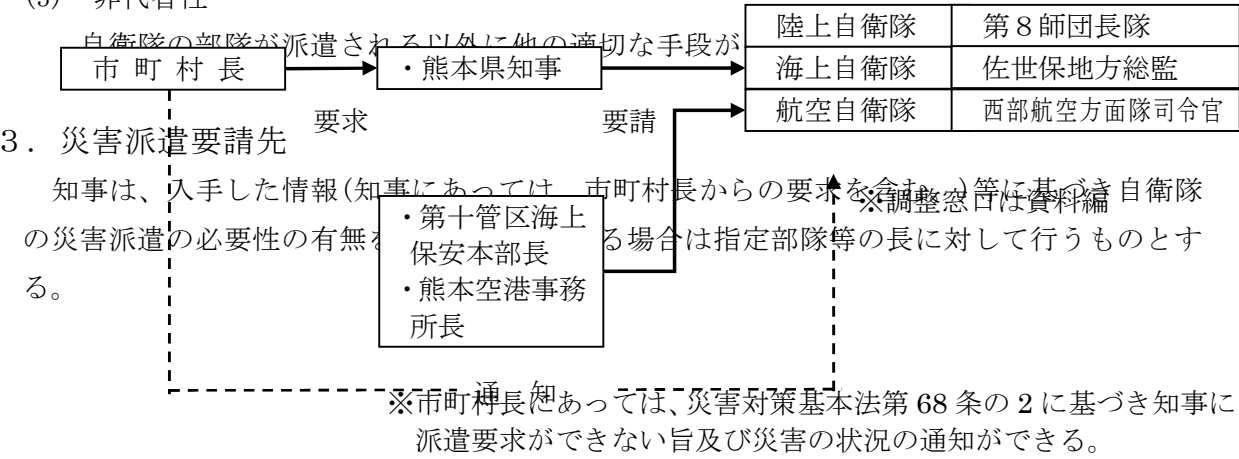 (3) 非代替性
自衛隊の部隊が派遣される以外に他の適切な手段が
陸上自衛隊 第８師団長隊
海上自衛隊 佐世保地方総監
航空自衛隊 西部航空方面隊司令官
市町村長
・熊本県知事
要求
要請
３．災害派遣要請先
知事は、入手した情報(知事にあっては、市町村長からの要求を含む。)等に基づき自衛隊
の災害派遣の必要性の有無を
る場合は指定部隊等の長に対して行うものとす
る。
※調整窓口は資料編
・第十管区海上
保安本部長
・熊本空港事務
所長
通 知
※市町村長にあっては、災害対策基本法第 68 条の 2 に基づき知事に
派遣要求ができない旨及び災害の状況の通知ができる。